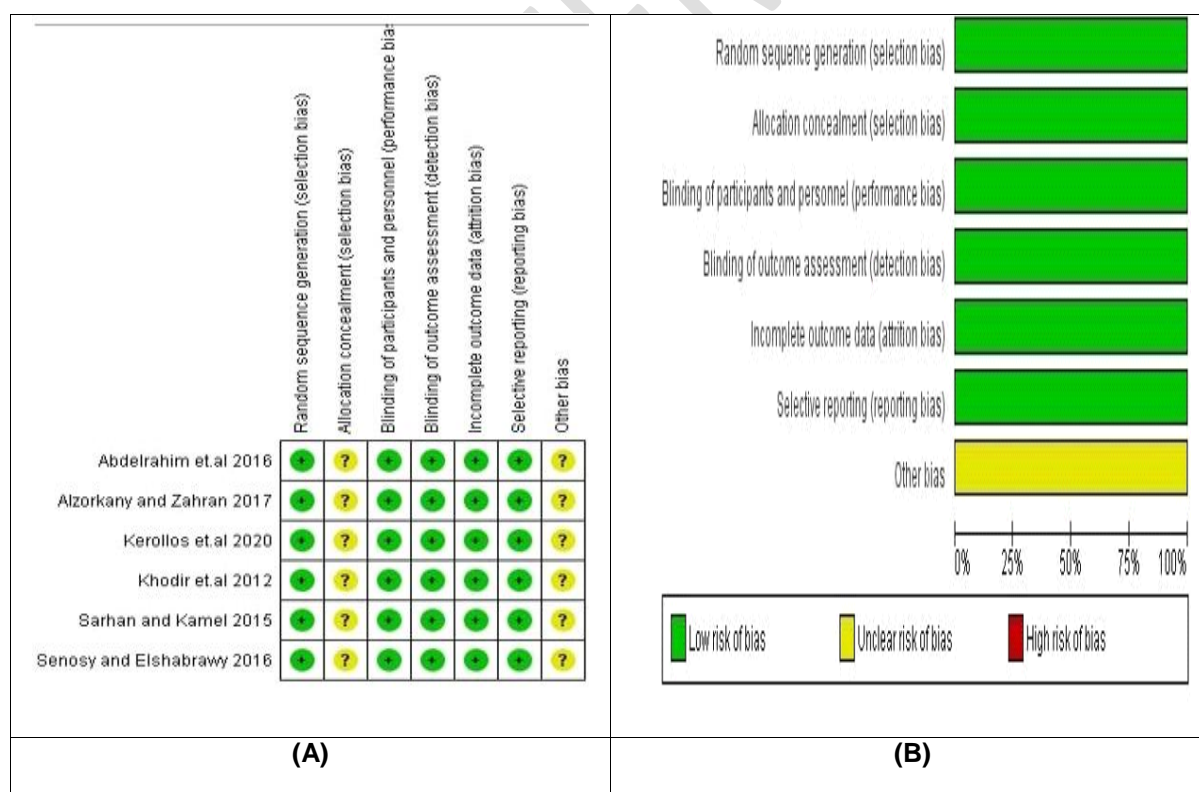 Random sequence generation (selection bias)
Allocation concealment (selection bias)
Blinding of participants and personnel (performance bias
Blinding of outcome assessment (detection bias)
Incomplete outcome data (attrition bias)
Selective reporting (reporting bias)
Other bias
Abdelrahim et.al 2016 + ? + + + + ?
Alzorkany and Zahran 2017 + ? + + + + ?
Kerollos et.al 2020 + ? + + + + ?
Khodir et.al 2012 + ? + + + + ?
Sarhan and Kamel 2015 + ? + + + + ?
Senosy and Elshabrawy 2016 + ? + + + + ?
(A)
Random sequence generation (selection bias)
Allocation concealment (selection bias)
Blinding of participants and personnel (performance bias)
Blinding of outcome assessment (detection bias)
Incomplete outcome data (attrition bias)
Selective reporting (reporting bias)
Other bias
0% 25% 50% 75% 100%
Low risk of bias Unclear risk of bias High risk of bias
(B)